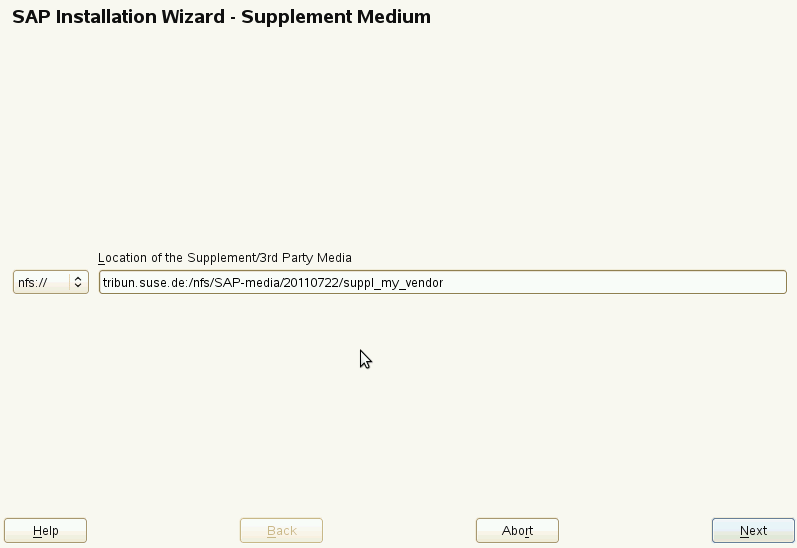 SAP Installation Wizard - Supplement Medium
Location of the Supplement/3rd Party Media
nfs:// tribun.suse.de:/nfs/SAP-media/20110722/suppl_my_vendor
Help Back Abort Next